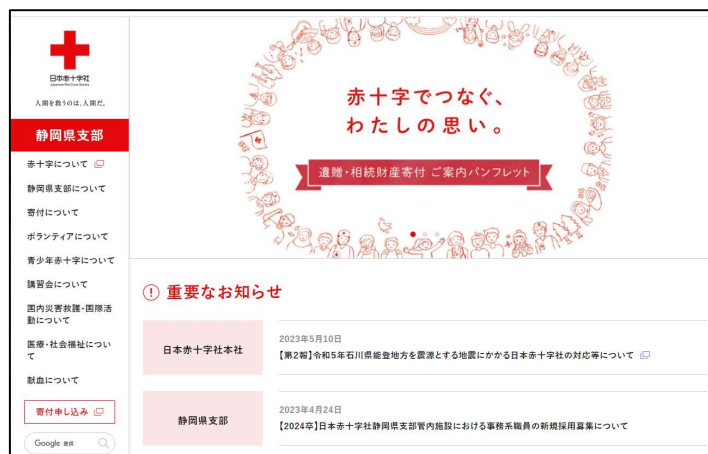 日本赤十字社
Japanese Red Cross Society
人間を救うのは、人間だ。
静岡県支部
赤十字について
静岡県支部について
寄付について
ボランティアについて
青少年赤十字について
講習会について
国内災害救護・国際活
動について
医療・社会福祉につい
て
献血について
寄付申し込み
Google 提供
赤十字でつなぐ、
わたしの思い。
遺贈・相続財産寄付 ご案内パンフレット
重要なお知らせ
日本赤十字社本社
2023年5月10日
【第2報】令和5年石川県能登地方を震源とする地震にかかる日本赤十字社の対応等について
静岡県支部
2023年4月24日
【2024卒】日本赤十字社静岡県支部管内施設における事務系職員の新規採用募集について